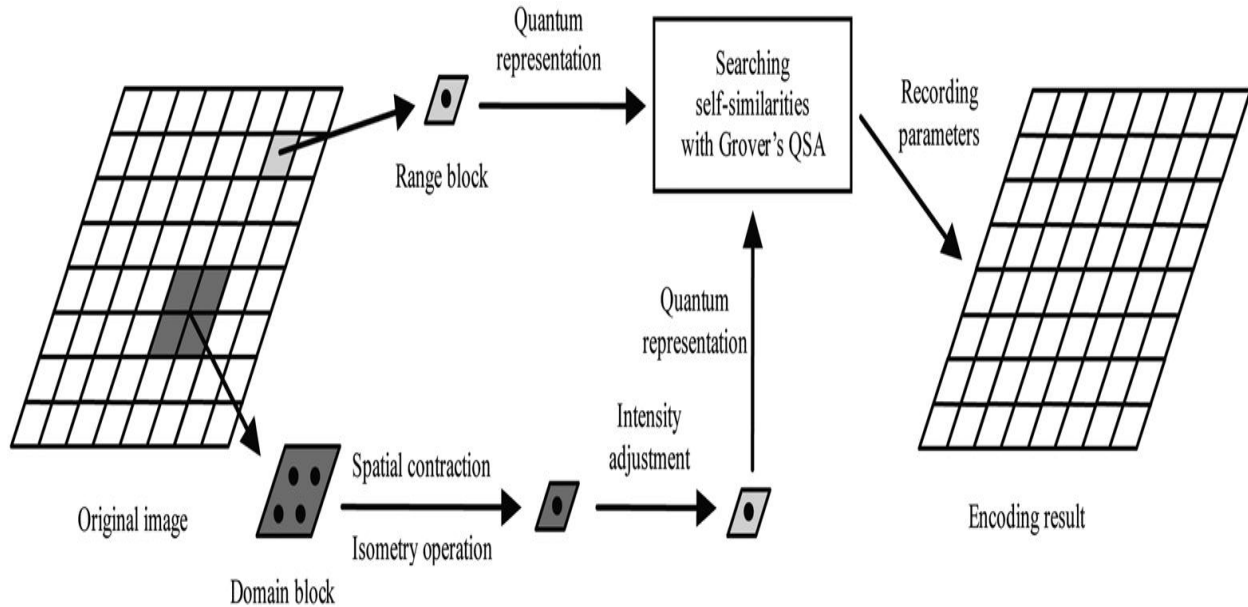 Quantum
representation
Searching
self-similarities
with Grover's QSA
Recording
parameters
Range block
Quantum
representation
Intensity
adjustment
Spatial contraction
Isometry operation
Original image
Domain block
Encoding result